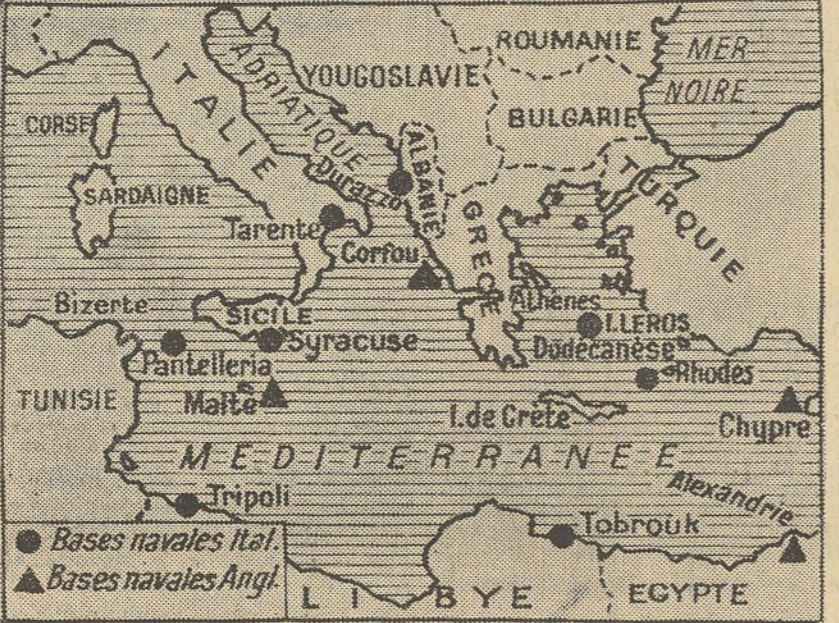 ROUMANIE
MER
NOIRE
ITALIE
ADRIATIQUE
YOUGOSLAVIE
BULGARIE
CORSE
ALBANIE
Durazzo
TURQUIE
SARDAIGNE
GRECE
Tarente
Corfou
Bizerte
SICILE
Athènes
I.LEROS
Syracuse
Dodécanèse
Pantelleria
Rhodes
TUNISIE
Malte
I.de Crète
Chypre
MEDITERRANEE
Alexandrie
Tripoli
Tobrouk
Bases navales Ital.
Bases navales Angl.
LIBYE
EGYPTE